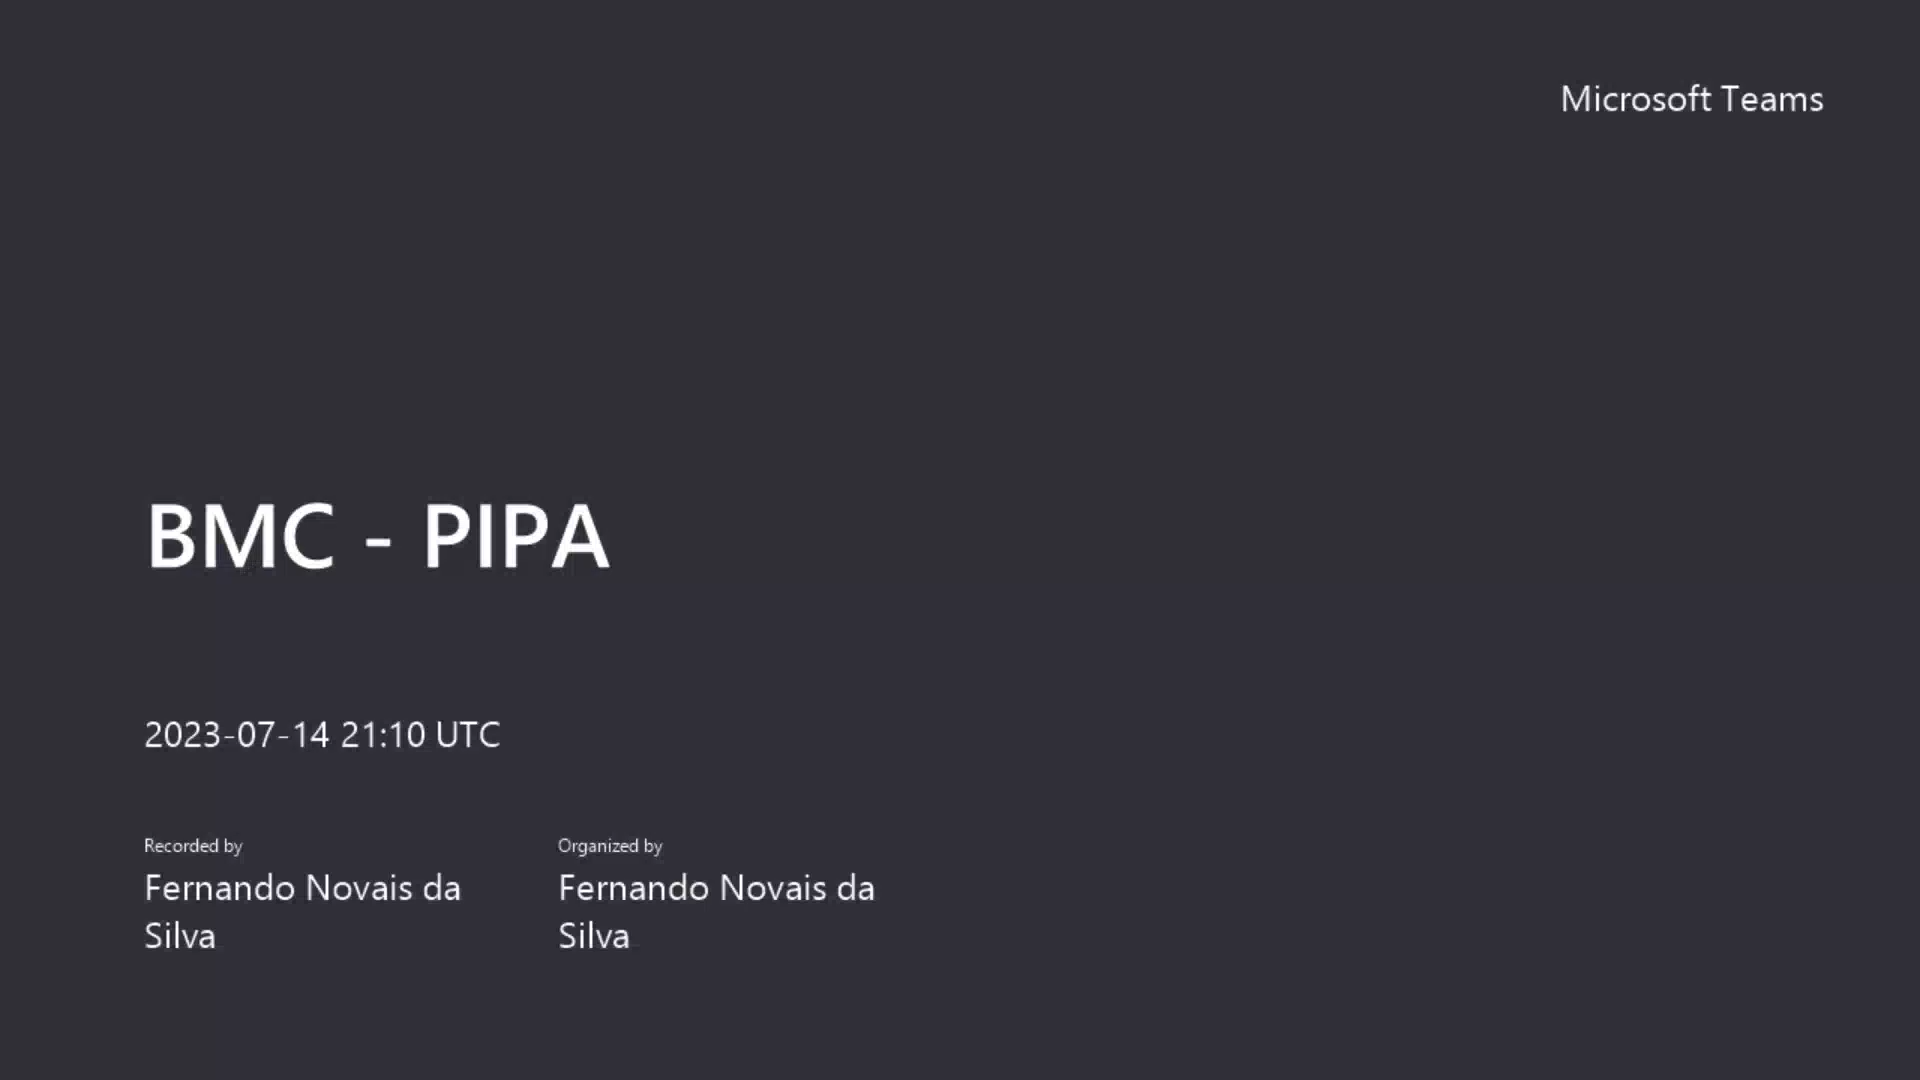 Microsoft Teams
BMC - PIPA
2023-07-14 21:10 UTC
Recorded by
Fernando Novais da
Silva
Organized by
Fernando Novais da
Silva